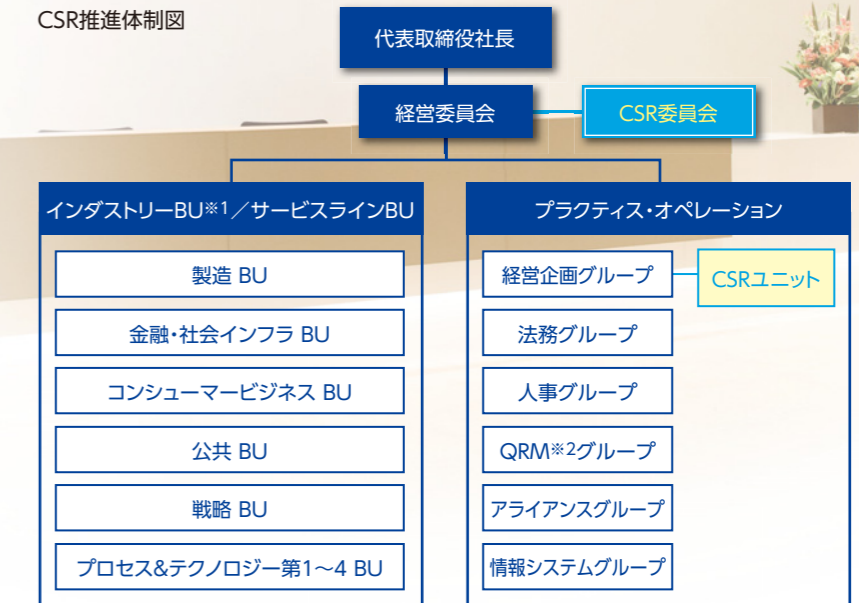 CSR推進体制図
代表取締役社長
経営委員会
CSR委員会
インダストリーBU※1／サービスラインBU
製造 BU
金融・社会インフラ BU
コンシューマービジネス BU
公共 BU
戦略 BU
プロセス&テクノロジー第1～4 BU
プラクティス・オペレーション
経営企画グループ
CSRユニット
法務グループ
人事グループ
QRM※2グループ
アライアンスグループ
情報システムグループ